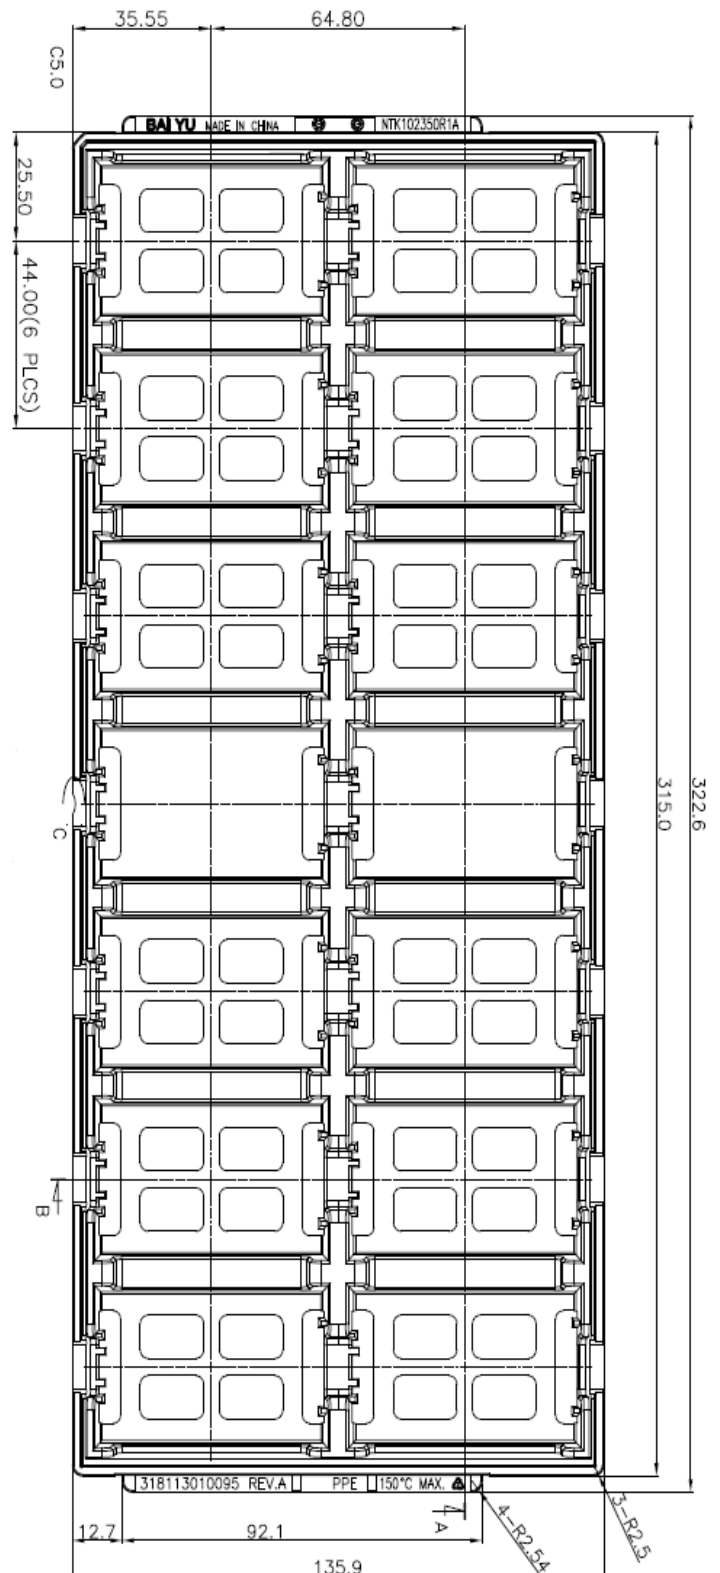 35.55
64.80
C5.0
BAI YU MADE IN CHINA
NTK102350R1A
25.50
44.00(6 PLCS)
315.0
322.6
C
B
318113010095 REV.A
PPE
150°C MAX.
A
4-R2.54
3-R2.5
12.7
92.1
135.9